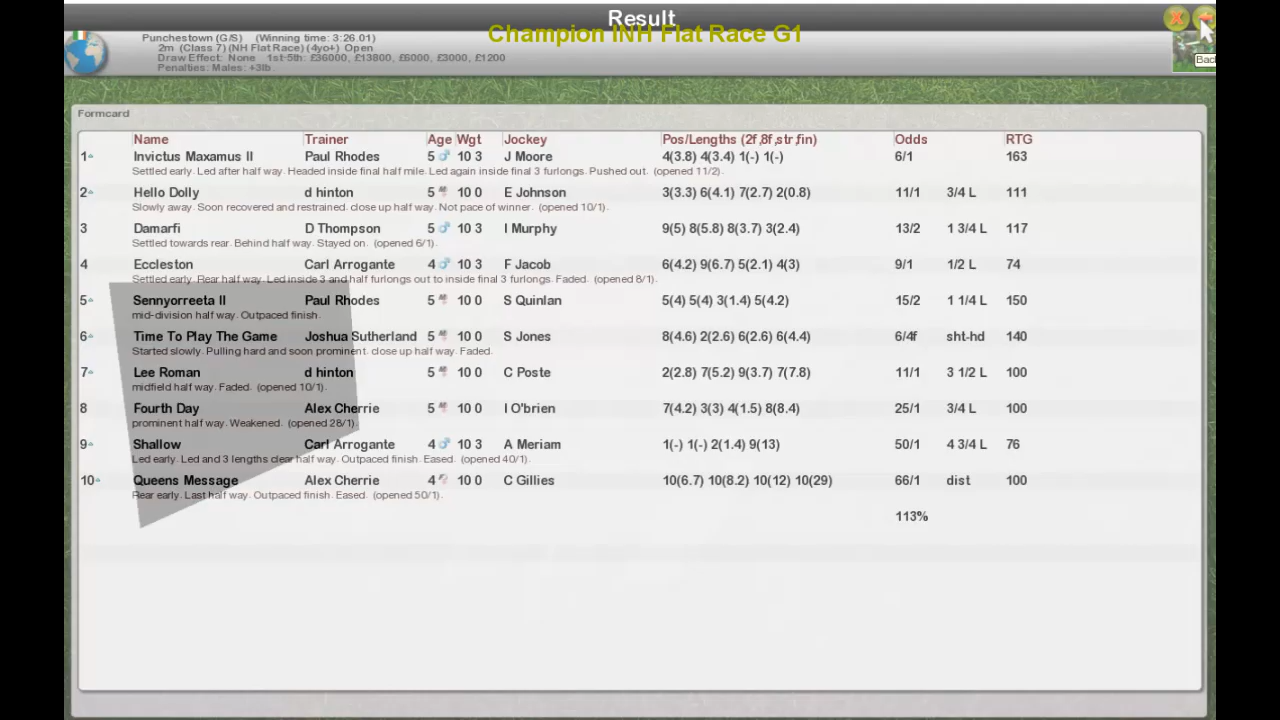 Result
Champion INH Flat Race G1
Punchestown (G/S) (Winning time: 3:26.01)
2m (Class 7) (NH Flat Race) (4yo+) Open
Draw Effect: None 1st-5th: £36000, £13800, £6000, £3000, £1200
Penalties: Males: +3lb.
Bac
Formcard
Name Trainer Age Wgt Jockey Pos/Lengths (2f,8f,str,fin) Odds RTG
1 Invictus Maxamus II Paul Rhodes 5 10 3 J Moore 4(3.8) 4(3.4) 1(-) 1(-) 6/1 163
Settled early. Led after half way. Headed inside final half mile. Led again inside final 3 furlongs. Pushed out. (opened 11/2).
2 Hello Dolly d hinton 5 10 0 E Johnson 3(3.3) 6(4.1) 7(2.7) 2(0.8) 11/1 3/4 L 111
Slowly away. Soon recovered and restrained. close up half way. Not pace of winner. (opened 10/1).
3 Damarfi D Thompson 5 10 3 I Murphy 9(5) 8(5.8) 8(3.7) 3(2.4) 13/2 1 3/4 L 117
Settled towards rear. Behind half way. Stayed on. (opened 6/1).
4 Eccleston Carl Arrogante 4 10 3 F Jacob 6(4.2) 9(6.7) 5(2.1) 4(3) 9/1 1/2 L 74
Settled early. Rear half way. Led inside 3 and half furlongs out to inside final 3 furlongs. Faded. (opened 8/1).
5 Sennyorreeta II Paul Rhodes 5 10 0 S Quinlan 5(4) 5(4) 3(1.4) 5(4.2) 15/2 1 1/4 L 150
mid-division half way. Outpaced finish.
6 Time To Play The Game Joshua Sutherland 5 10 0 S Jones 8(4.6) 2(2.6) 6(2.6) 6(4.4) 6/4f sht-hd 140
Started slowly. Pulling hard and soon prominent. close up half way. Faded.
7 Lee Roman d hinton 5 10 0 C Poste 2(2.8) 7(5.2) 9(3.7) 7(7.8) 11/1 3 1/2 L 100
midfield half way. Faded. (opened 10/1).
8 Fourth Day Alex Cherrie 5 10 0 I O'brien 7(4.2) 3(3) 4(1.5) 8(8.4) 25/1 3/4 L 100
prominent half way. Weakened. (opened 28/1).
9 Shallow Carl Arrogante 4 10 3 A Meriam 1(-) 1(-) 2(1.4) 9(13) 50/1 4 3/4 L 76
Led early. Led and 3 lengths clear half way. Outpaced finish. Eased. (opened 40/1).
10 Queens Message Alex Cherrie 4 10 0 C Gillies 10(6.7) 10(8.2) 10(12) 10(29) 66/1 dist 100
Rear early. Last half way. Outpaced finish. Eased. (opened 50/1).
113%